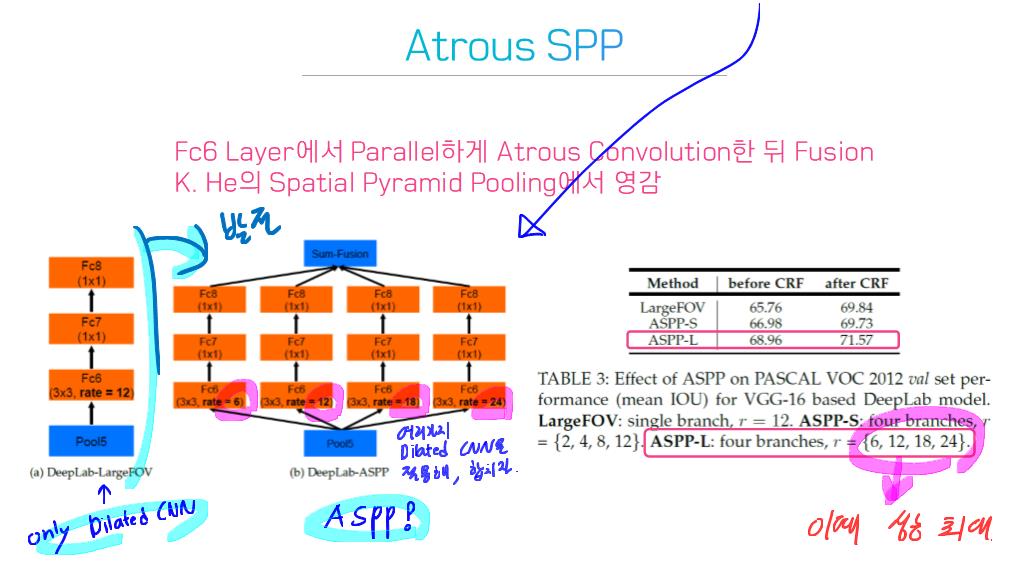 Atrous SPP
Fc6 Layer에서 Parallel하게 Atrous Convolution한 뒤 Fusion
K. He의 Spatial Pyramid Pooling에서 영감
발전
Fc8
(1x1)
Fc7
(1x1)
Fc6
(3x3, rate = 12)
Pool5
(a) DeepLab-LargeFOV
only Dilated CNN
Sum-Fusion
Fc8 Fc8 Fc8 Fc8
(1x1) (1x1) (1x1) (1x1)
Fc7 Fc7 Fc7 Fc7
(1x1) (1x1) (1x1) (1x1)
Fc6 Fc6 Fc6 Fc6
(3x3, rate = 6) (3x3, rate = 12) (3x3, rate = 18) (3x3, rate = 24)
Pool5
(b) DeepLab-ASPP
여러가지
Dilated CNN을
적용해, 합치자.
ASPP?
Method before CRF after CRF
LargeFOV 65.76 69.84
ASPP-S 66.98 69.73
ASPP-L 68.96 71.57
TABLE 3: Effect of ASPP on PASCAL VOC 2012 val set per-
formance (mean IOU) for VGG-16 based DeepLab model.
LargeFOV: single branch, r = 12. ASPP-S: four branches, r
= {2, 4, 8, 12}. ASPP-L: four branches, r = {6, 12, 18, 24}.
이때 성능 최대.